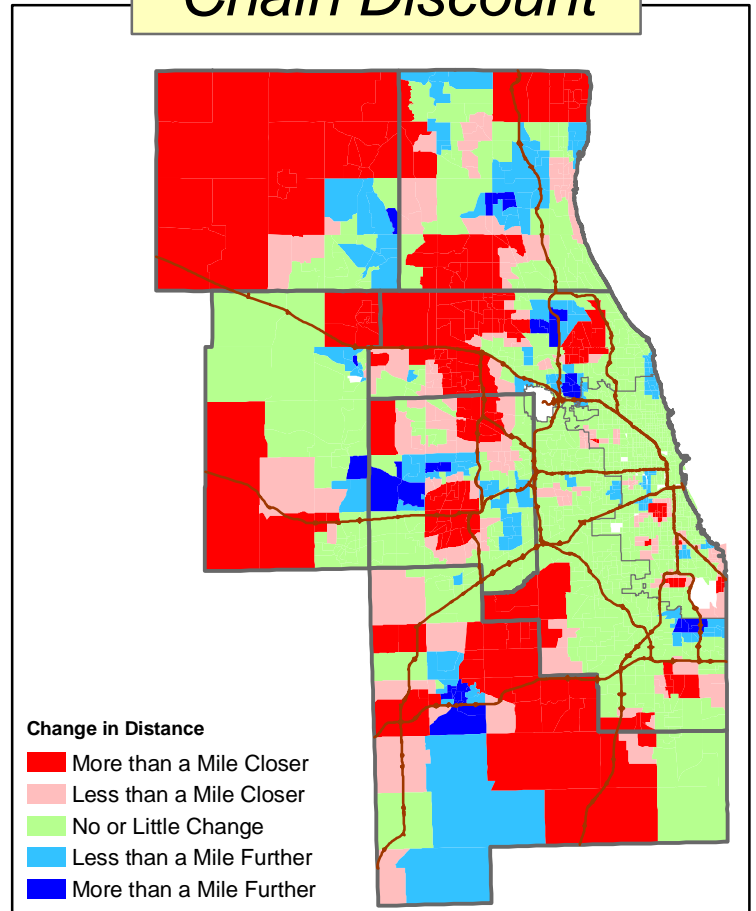 Chain Discount
Change in Distance
More than a Mile Closer
Less than a Mile Closer
No or Little Change
Less than a Mile Further
More than a Mile Further